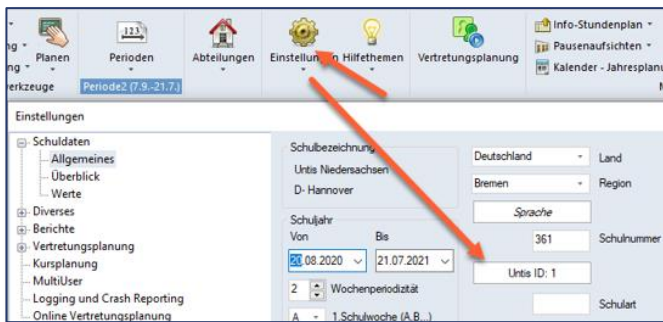 Info-Stundenplan
Planen
Perioden
Abteilungen
Einstellungen
Hilfethemen
Vertretungsplanung
Pausenaufsichten
Kalender - Jahresplanu
Periode2 (7.9.-21.7.)
Einstellungen
Schuldaten
Allgemeines
Überblick
Werte
Diverses
Berichte
Vertretungsplanung
Kursplanung
MultiUser
Logging und Crash Reporting
Online Vertretungsplanung
Schulbezeichnung
Untis Niedersachsen
D- Hannover
Schuljahr
Von Bis
20.08.2020 21.07.2021
2 Wochenperiodizität
A 1.Schulwoche (A,B...)
Deutschland Land
Bremen Region
Sprache
361 Schulnummer
Untis ID: 1
Schulart